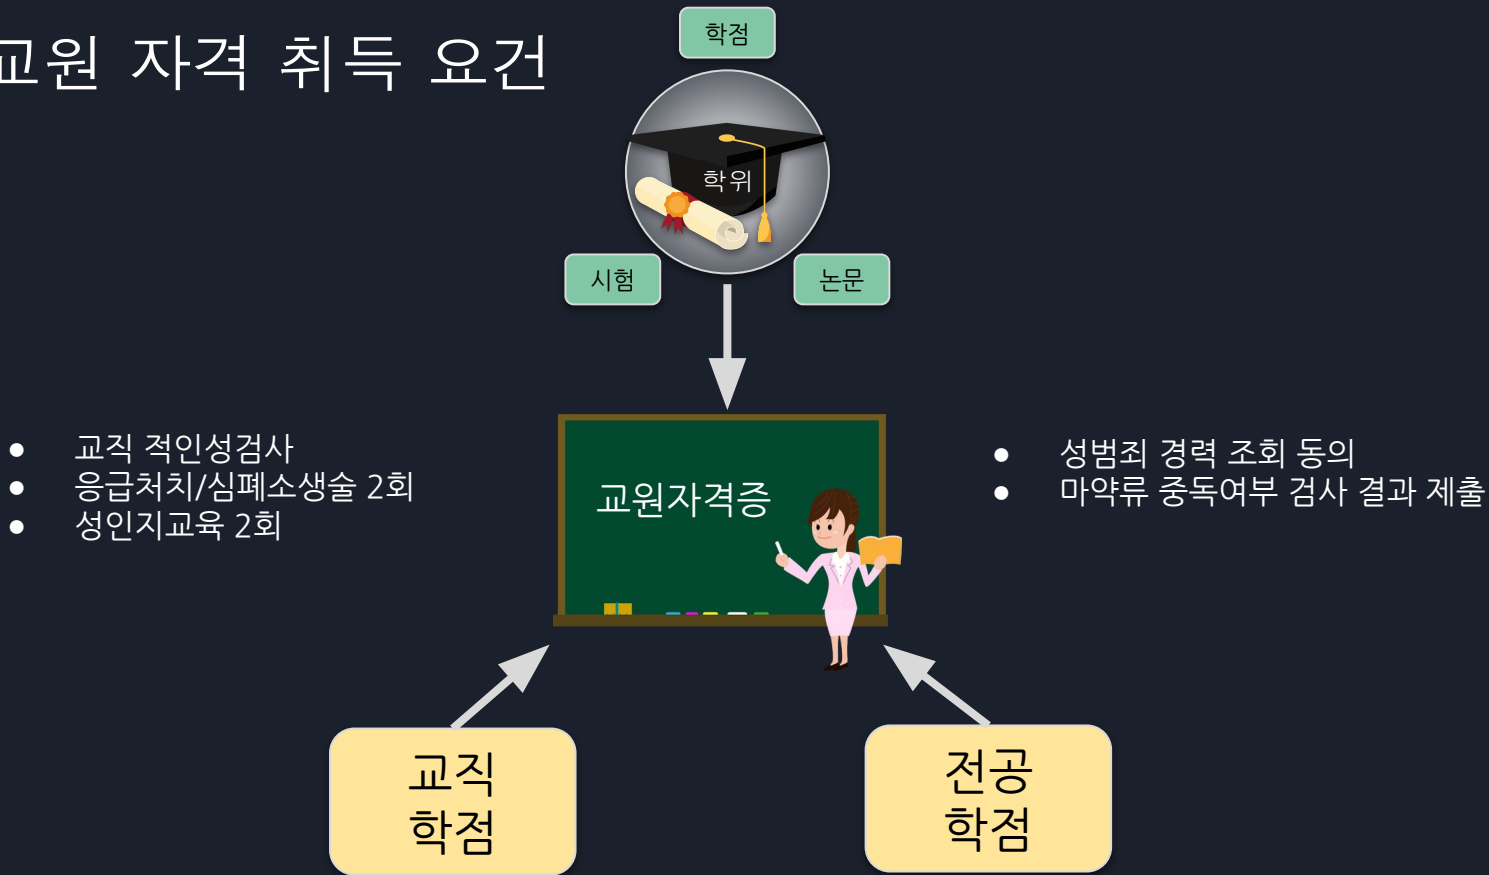 교원 자격 취득 요건
학점
학위
시험
논문
● 교직 적인성검사
● 응급처치/심폐소생술 2회
● 성인지교육 2회
교원자격증
● 성범죄 경력 조회 동의
● 마약류 중독여부 검사 결과 제출
교직
학점
전공
학점